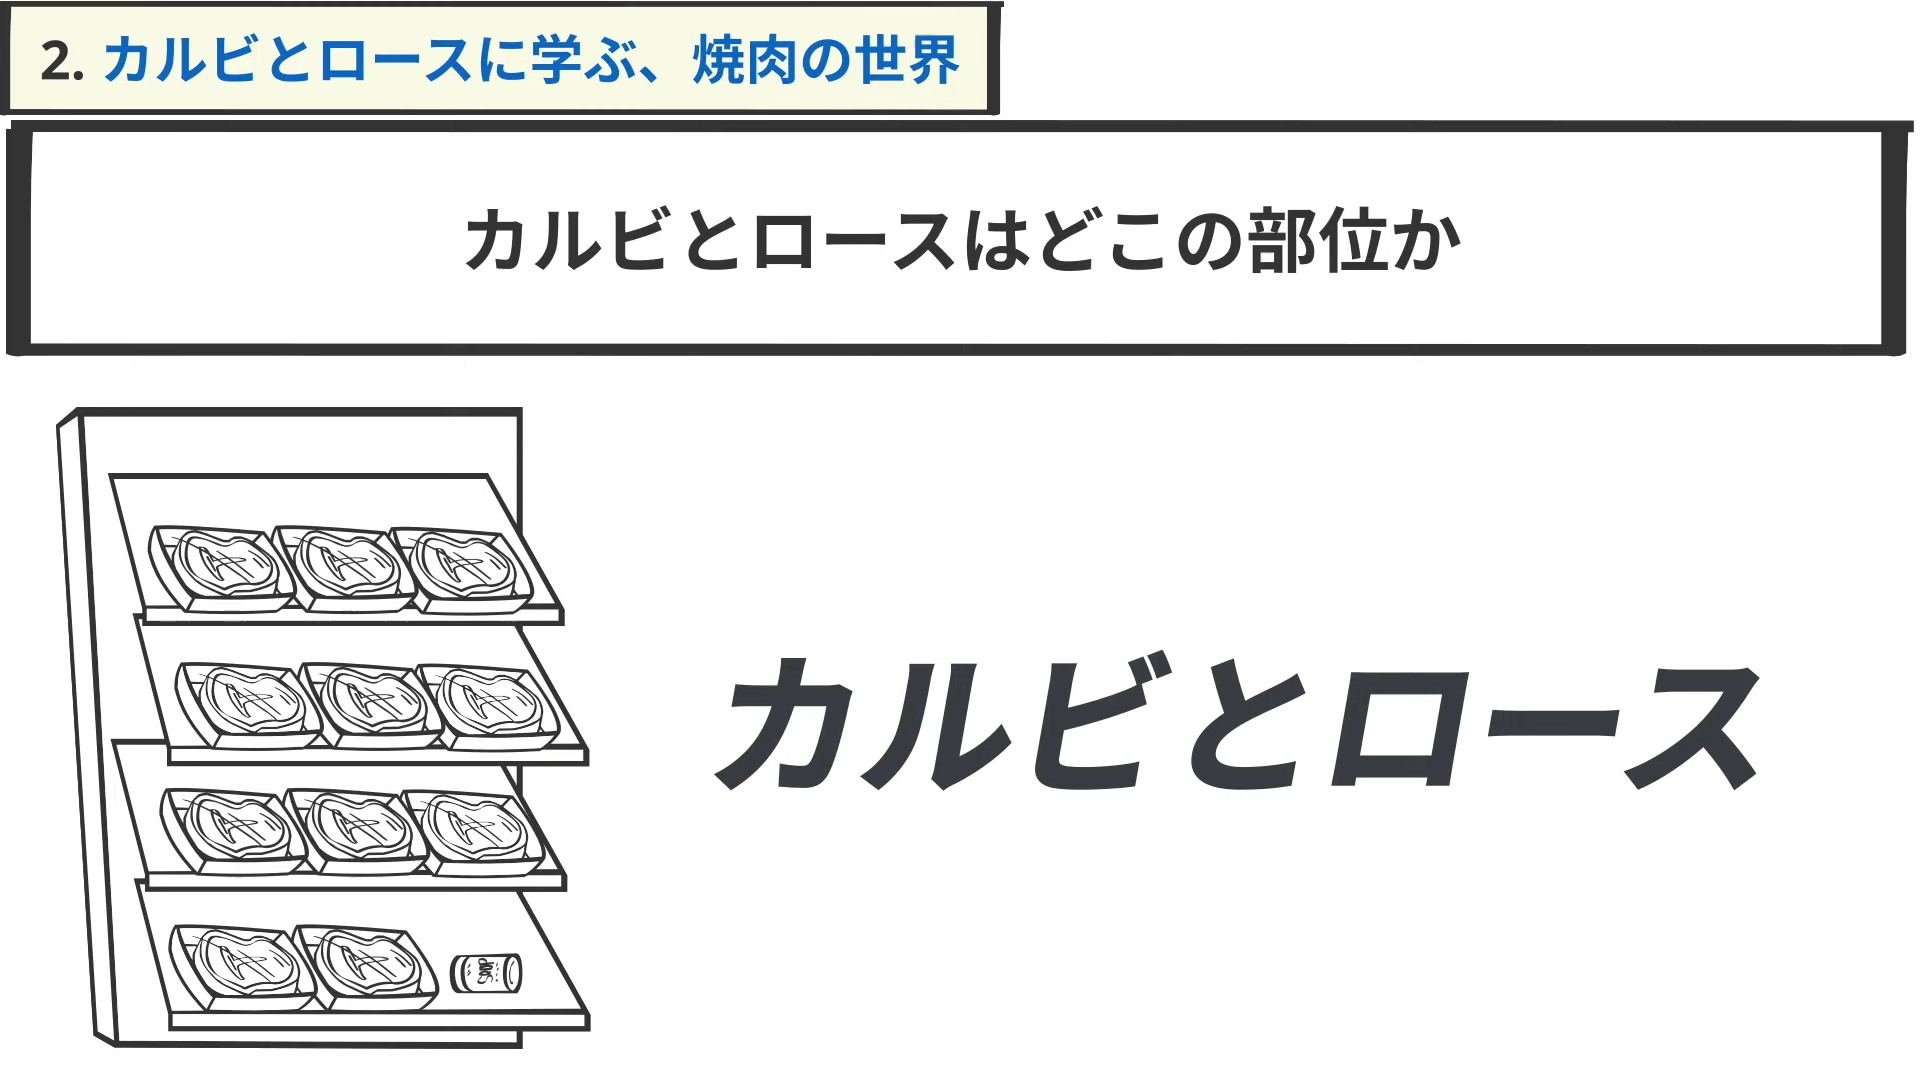 2. カルビとロースに学ぶ、焼肉の世界
カルビとロースはどこの部位か
カルビとロース
Soup